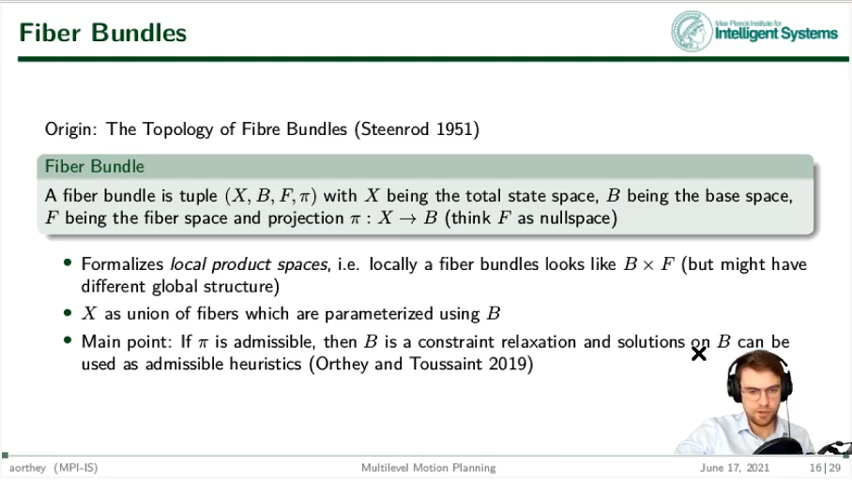 Fiber Bundles
Max Planck Institute for
Intelligent Systems
Origin: The Topology of Fibre Bundles (Steenrod 1951)
Fiber Bundle
A fiber bundle is tuple (X, B, F, π) with X being the total state space, B being the base space,
F being the fiber space and projection π : X → B (think F as nullspace)
• Formalizes local product spaces, i.e. locally a fiber bundles looks like B × F (but might have
different global structure)
• X as union of fibers which are parameterized using B
• Main point: If π is admissible, then B is a constraint relaxation and solutions on B can be
used as admissible heuristics (Orthey and Toussaint 2019)
aorthey (MPI-IS) Multilevel Motion Planning June 17, 2021 16|29